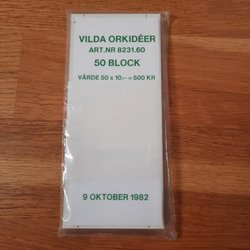 VILDA ORKIDÉER
ART.NR 8231.60
50 BLOCK
VÄRDE 50 x 10:– = 500 KR
9 OKTOBER 1982